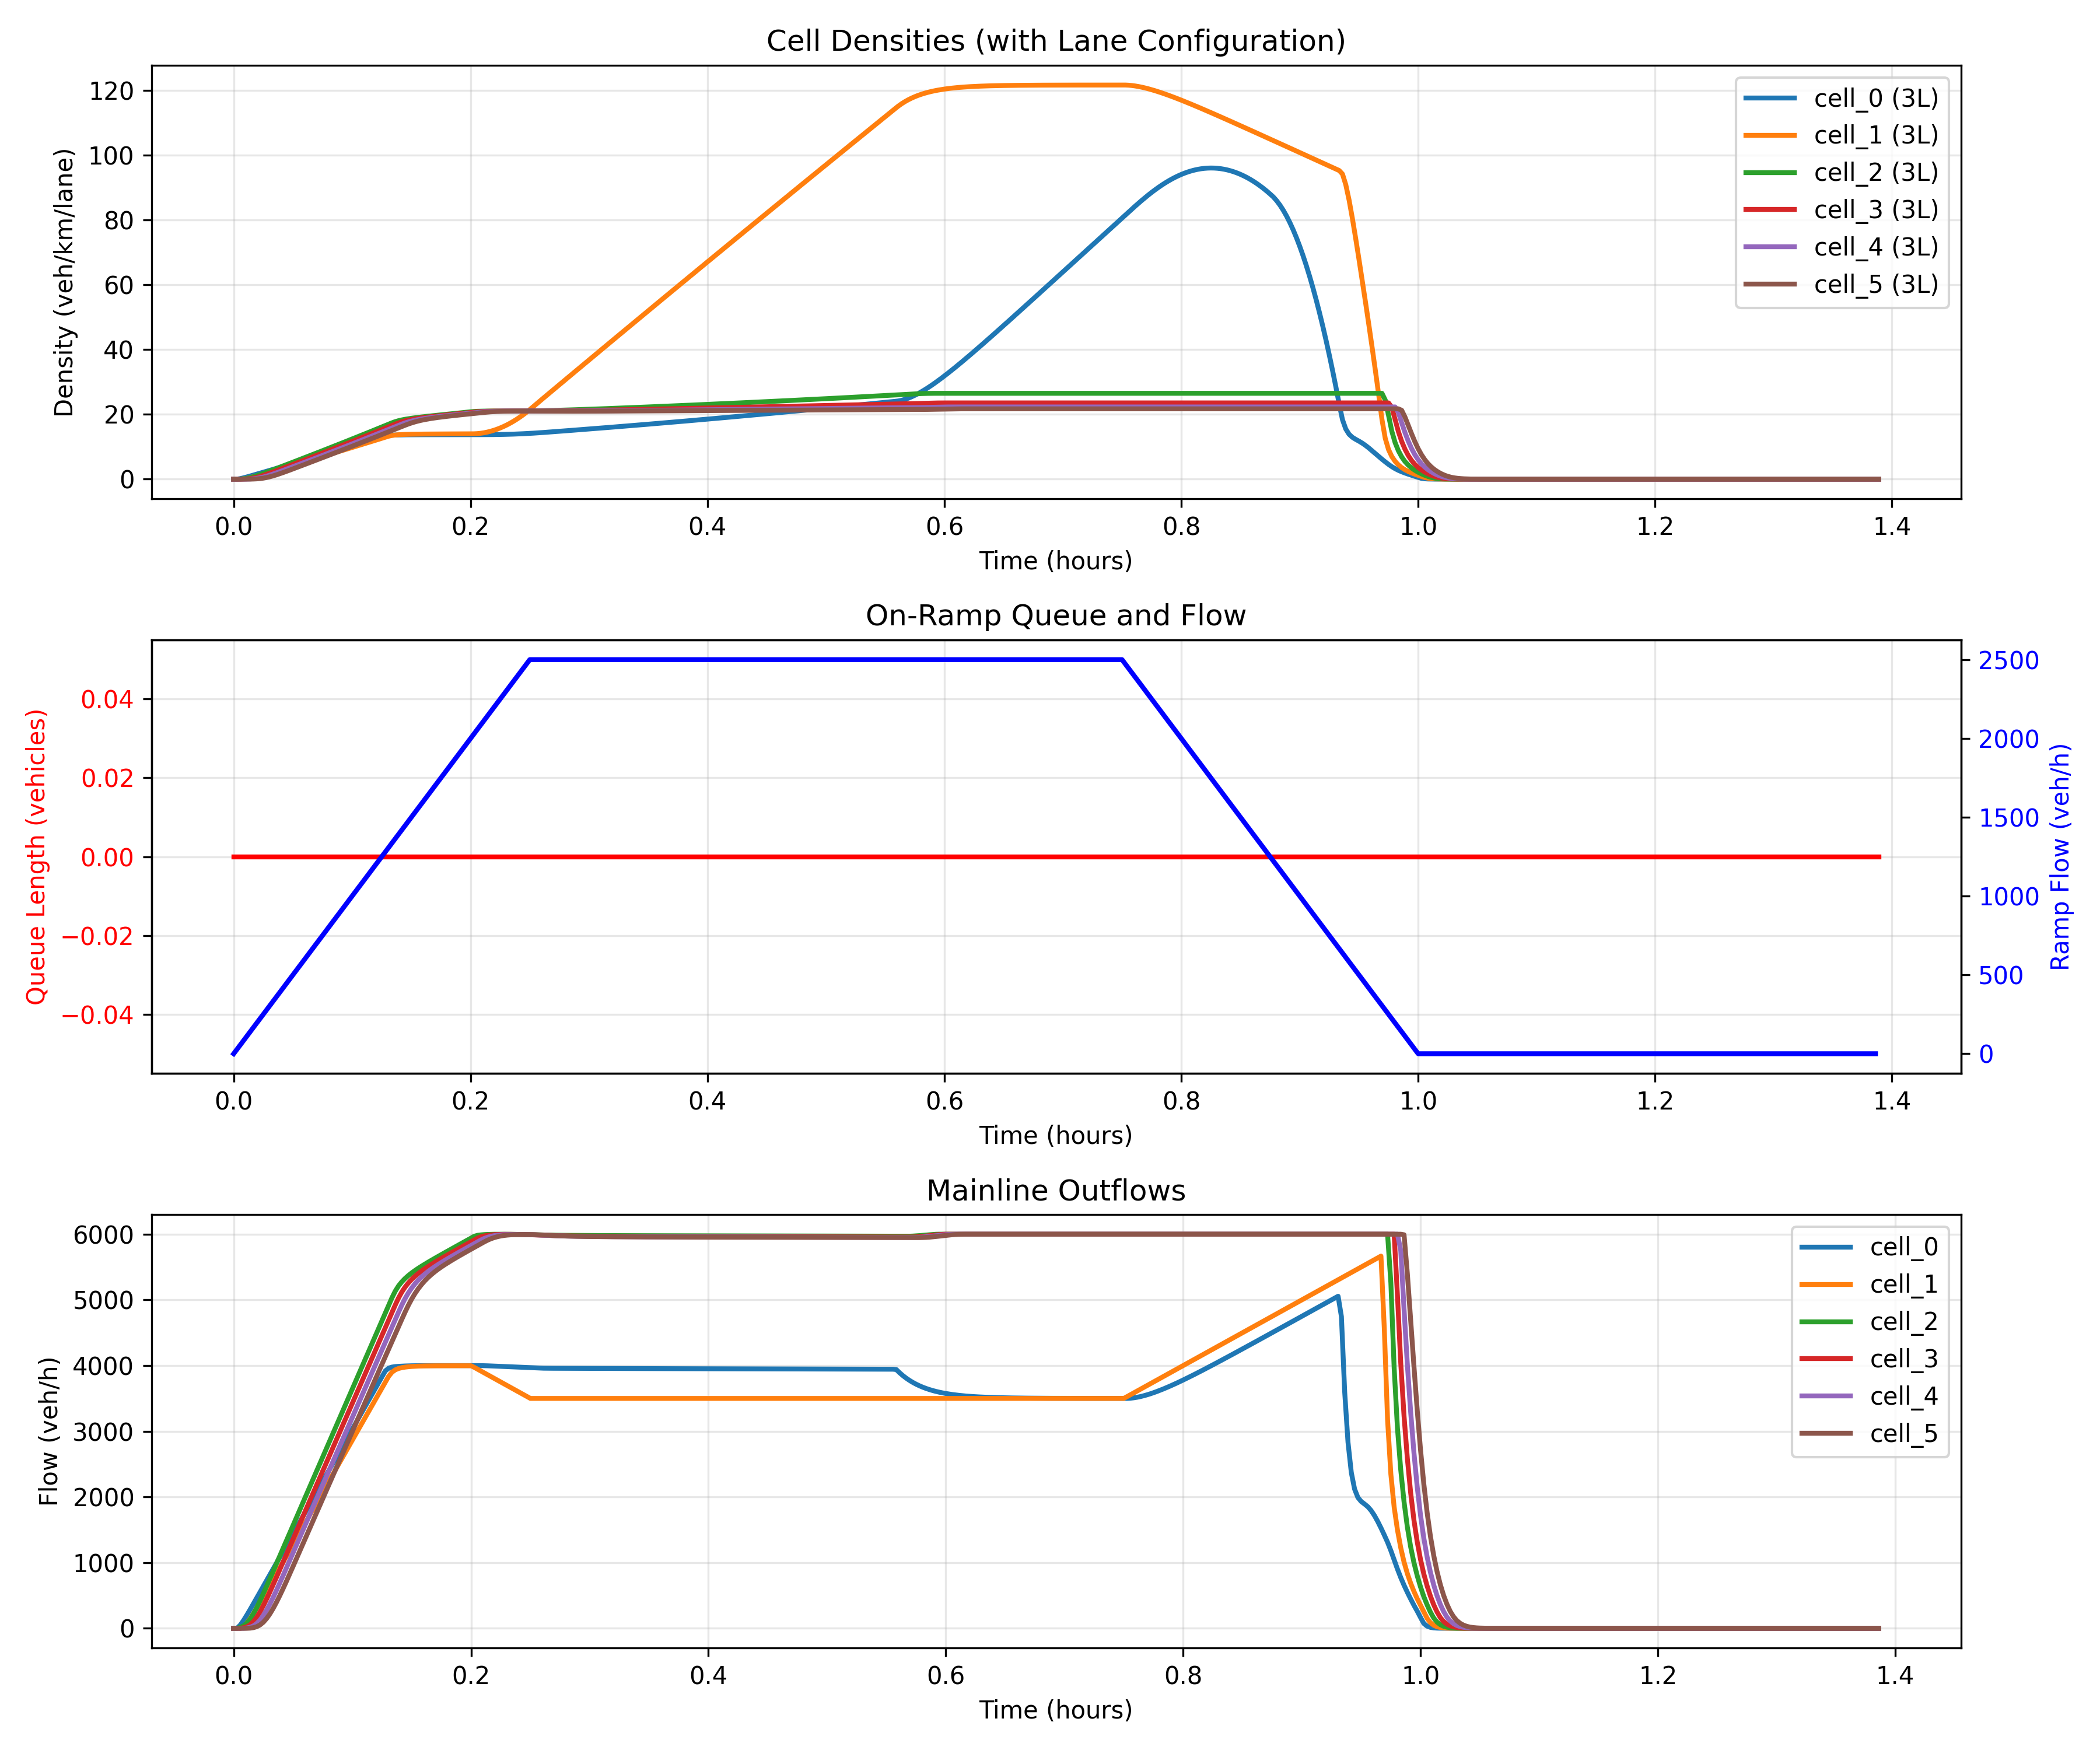 Cell Densities (with Lane Configuration)
Density (veh/km/lane)
120
100
80
60
40
20
0
cell_0 (3L)
cell_1 (3L)
cell_2 (3L)
cell_3 (3L)
cell_4 (3L)
cell_5 (3L)
0.0 0.2 0.4 0.6 0.8 1.0 1.2 1.4
Time (hours)
On-Ramp Queue and Flow
Queue Length (vehicles)
0.04
0.02
0.00
−0.02
−0.04
2500
2000
1500
1000
500
0
Ramp Flow (veh/h)
0.0 0.2 0.4 0.6 0.8 1.0 1.2 1.4
Time (hours)
Mainline Outflows
Flow (veh/h)
6000
5000
4000
3000
2000
1000
0
cell_0
cell_1
cell_2
cell_3
cell_4
cell_5
0.0 0.2 0.4 0.6 0.8 1.0 1.2 1.4
Time (hours)